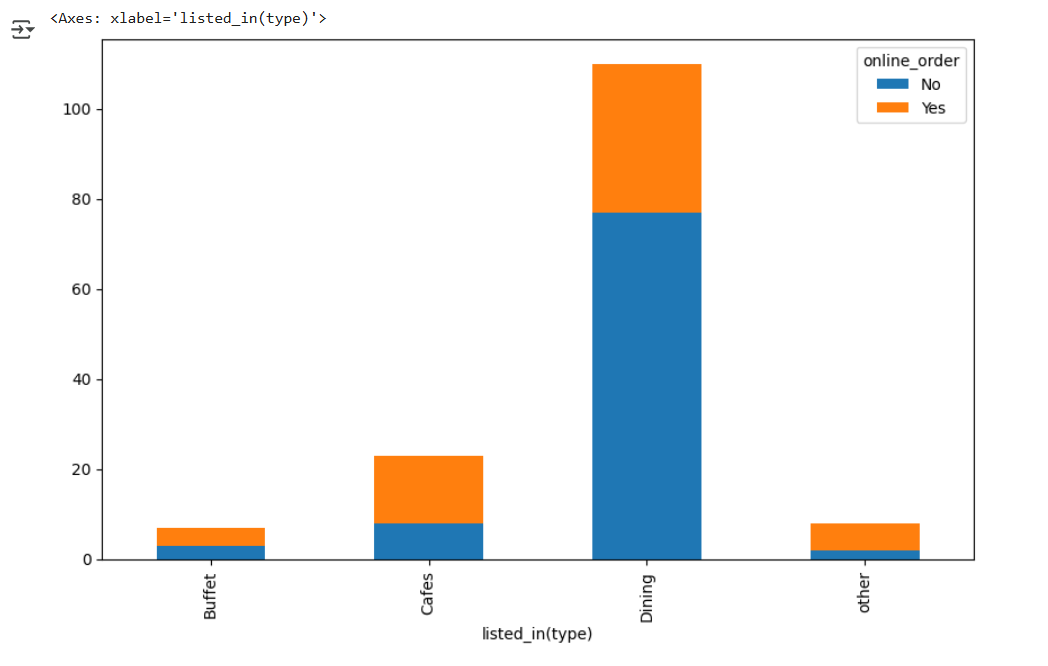 <Axes: xlabel='listed_in(type)'>
online_order
No
Yes
100
80
60
40
20
0
Buffet
Cafes
Dining
other
listed_in(type)